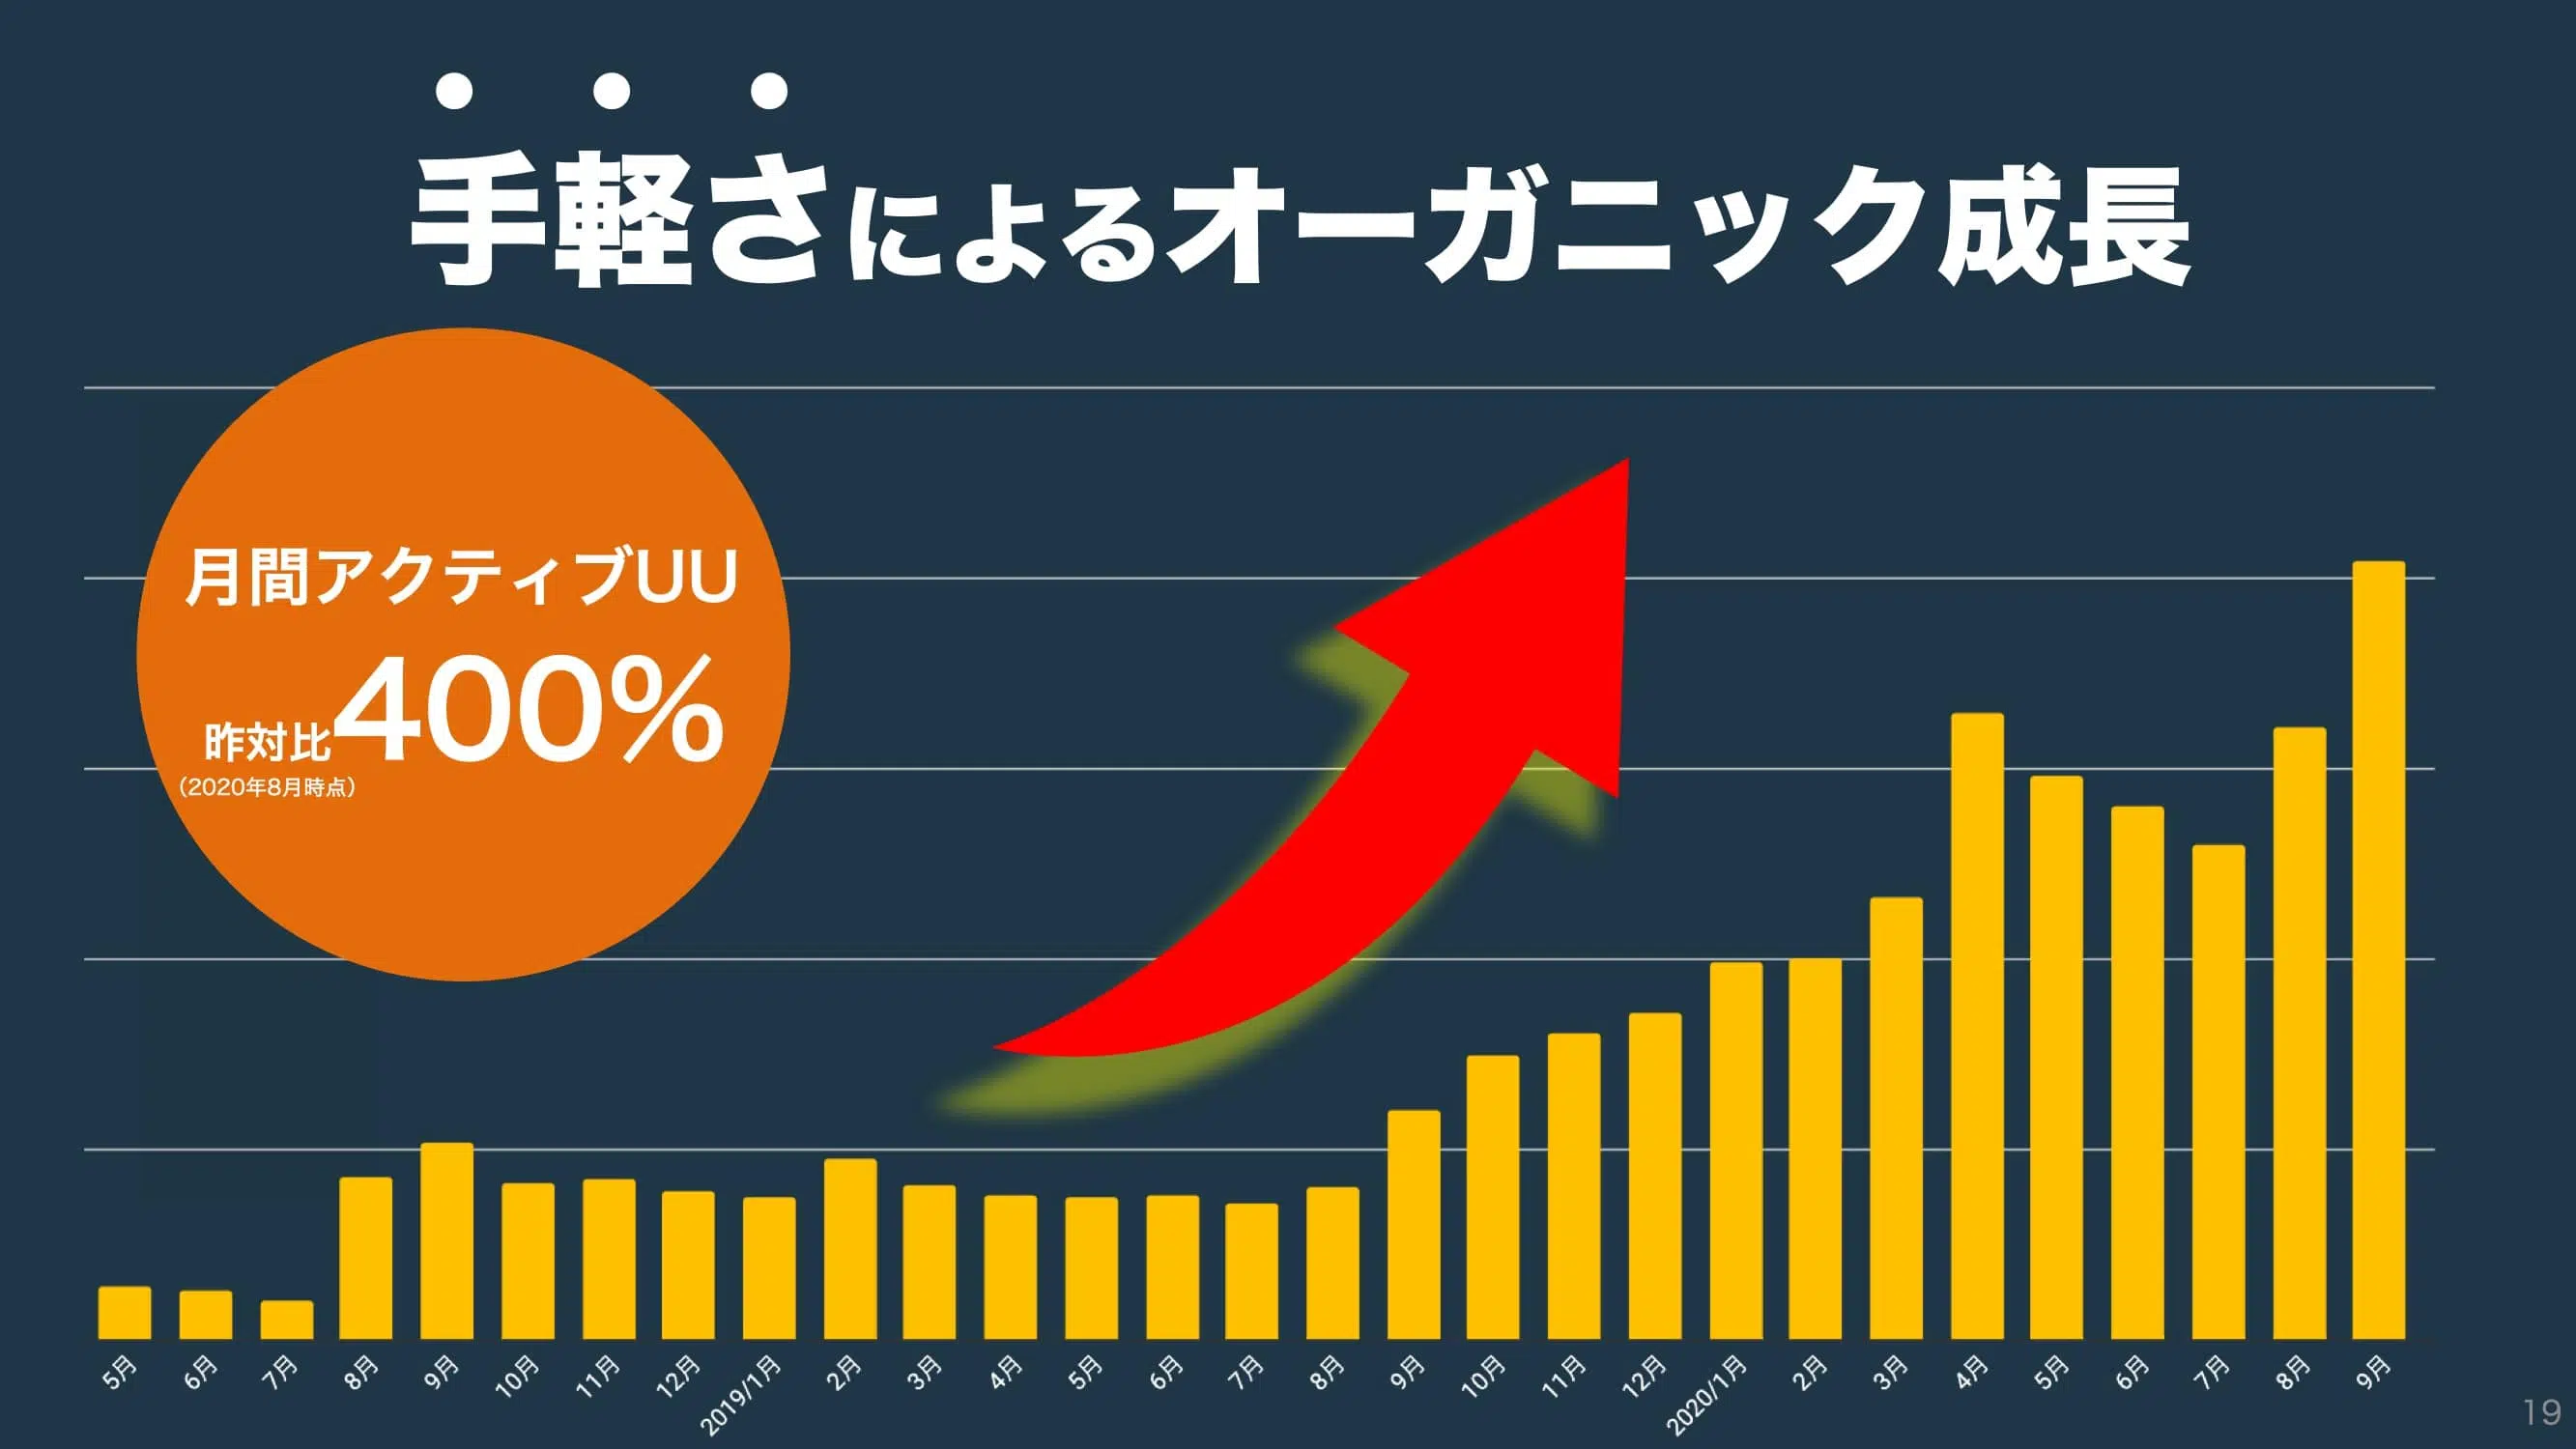 手軽さによるオーガニック成長
月間アクティブUU
昨対比400%
(2020年8月時点)
5月
6月
7月
8月
9月
10月
11月
12月
2019/1月
2月
3月
4月
5月
6月
7月
8月
9月
10月
11月
12月
2020/1月
2月
3月
4月
5月
6月
7月
8月
9月
19